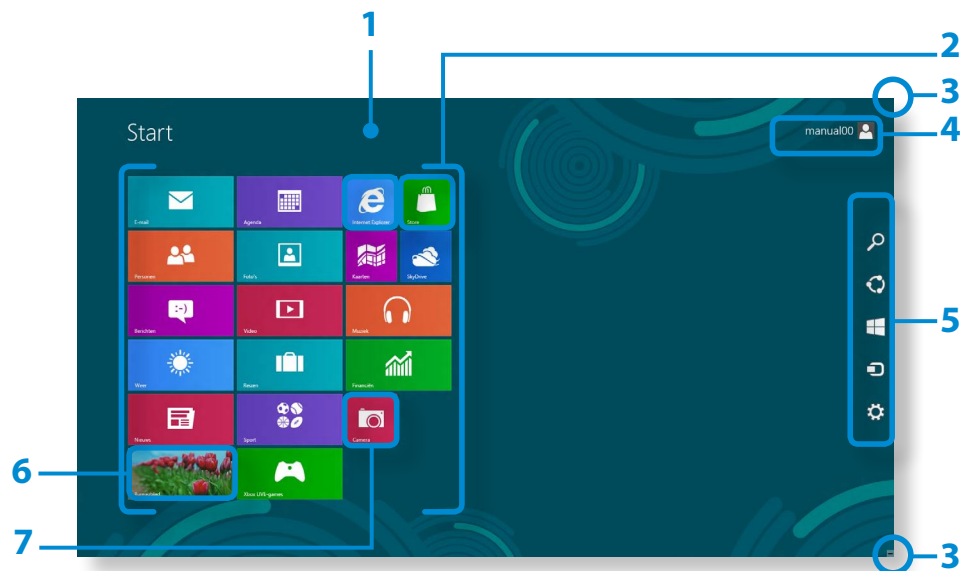 1
2
3
Start
manual00
4
E-mail
Agenda
Internet Explorer
Store
Personen
Foto's
Kaarten
SkyDrive
5
Berichten
Video
Muziek
Weer
Reizen
Financiën
Nieuws
Sport
Camera
6
Bureaublad
Xbox LIVE-games
7
3